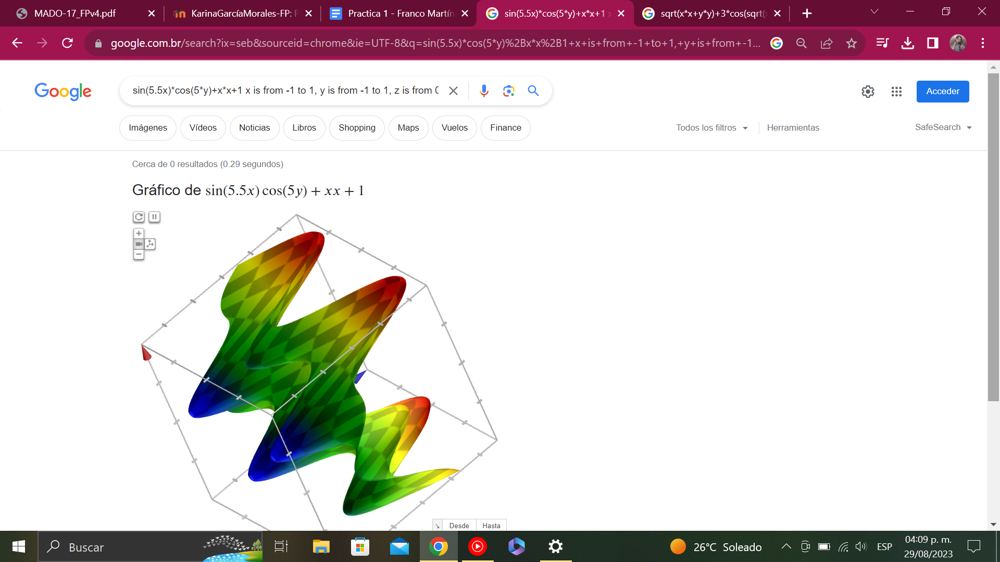 MADO-17_FPv4.pdf
KarinaGarcíaMorales-FP: P
Practica 1 - Franco Martín
sin(5.5x)*cos(5*y)+x*x+1 x
sqrt(x*x+y*y)+3*cos(sqrt(x
google.com.br/search?ix=seb&sourceid=chrome&ie=UTF-8&q=sin(5.5x)*cos(5*y)%2Bx*x%2B1+x+is+from+-1+to+1,+y+is+from+-1...
Google
sin(5.5x)*cos(5*y)+x*x+1 x is from -1 to 1, y is from -1 to 1, z is from 0
Acceder
Imágenes
Vídeos
Noticias
Libros
Shopping
Maps
Vuelos
Finance
Todos los filtros
Herramientas
SafeSearch
Cerca de 0 resultados (0.29 segundos)
Gráfico de sin(5.5x) cos(5y) + xx + 1
Desde
Hasta
Buscar
26°C Soleado
ESP
04:09 p. m.
29/08/2023